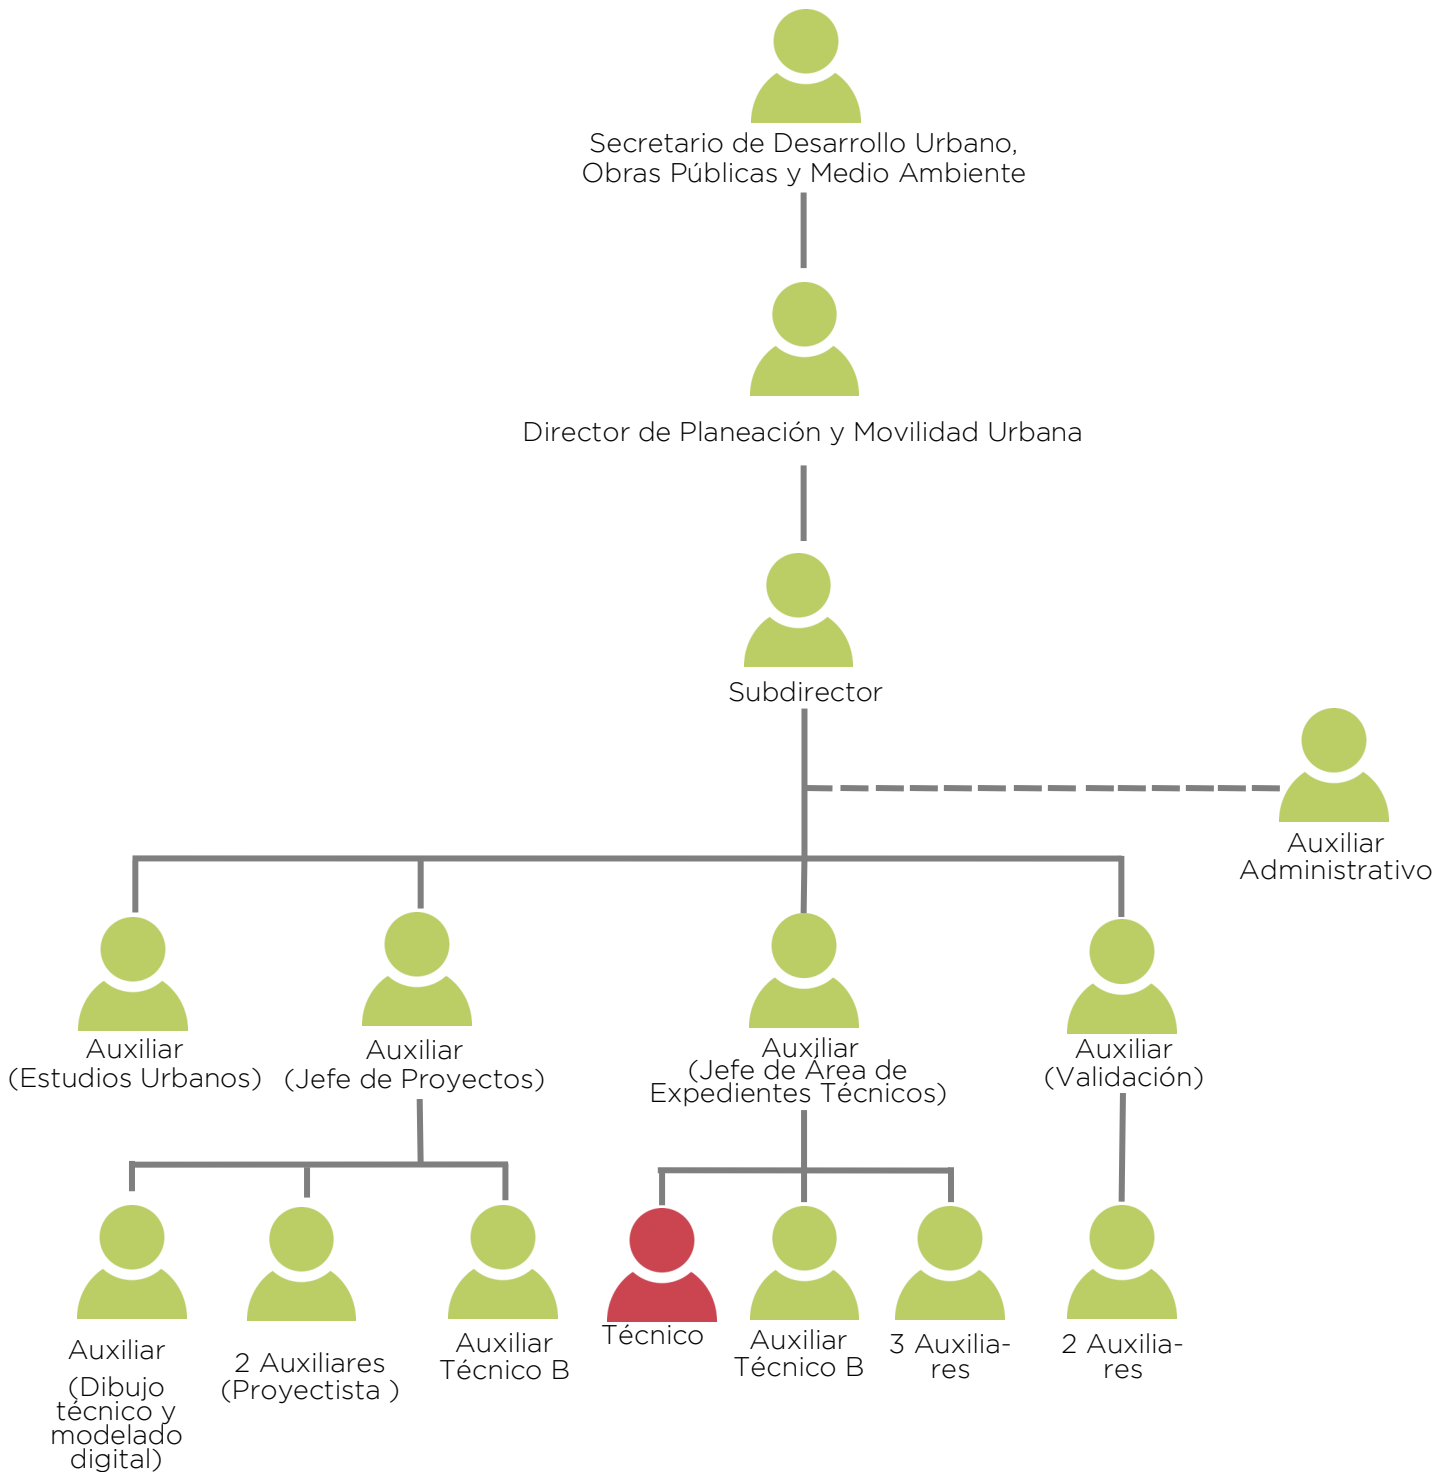 Secretario de Desarrollo Urbano,
Obras Públicas y Medio Ambiente
Director de Planeación y Movilidad Urbana
Subdirector
Auxiliar
Administrativo
Auxiliar
(Estudios Urbanos)
Auxiliar
(Jefe de Proyectos)
Auxiliar
(Jefe de Área de
Expedientes Técnicos)
Auxiliar
(Validación)
Auxiliar
(Dibujo
técnico y
modelado
digital)
2 Auxiliares
(Proyectista )
Auxiliar
Técnico B
Técnico
Auxiliar
Técnico B
3 Auxilia-
res
2 Auxilia-
res